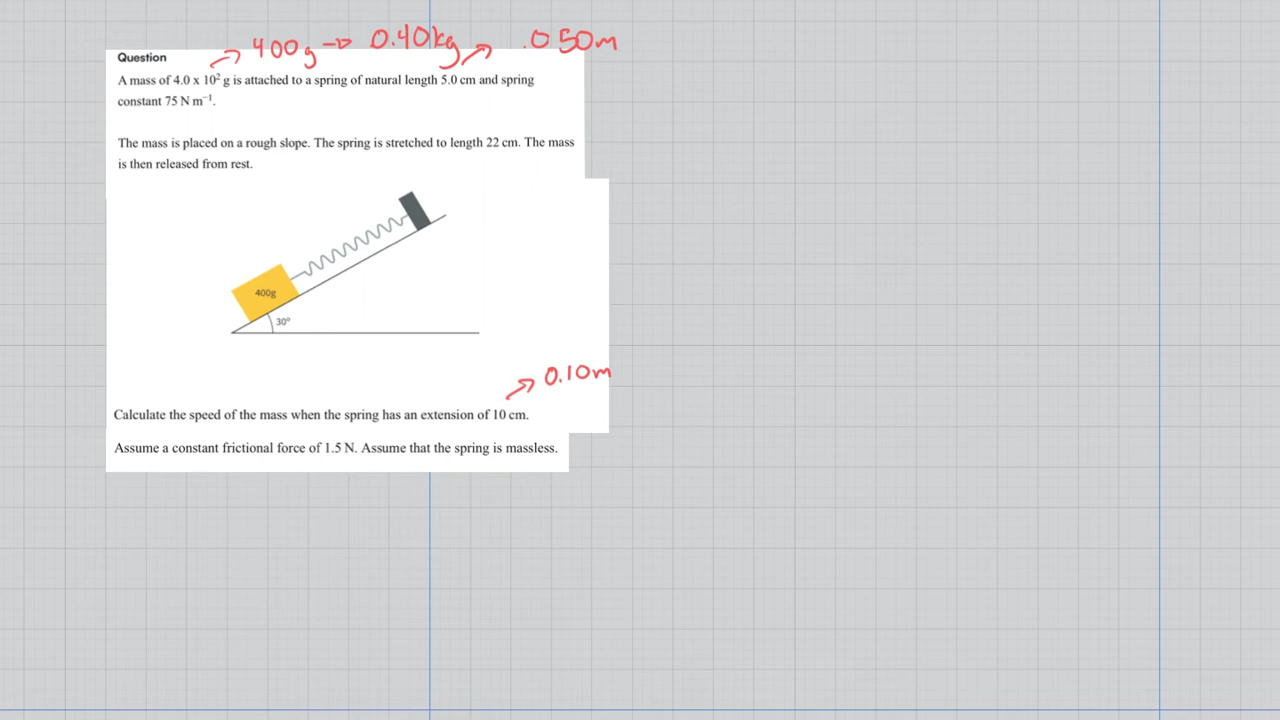 → 400g → 0.40kg → .050m
Question
A mass of 4.0 x 10² g is attached to a spring of natural length 5.0 cm and spring
constant 75 N m⁻¹.
The mass is placed on a rough slope. The spring is stretched to length 22 cm. The mass
is then released from rest.
400g
30°
→ 0.10m
Calculate the speed of the mass when the spring has an extension of 10 cm.
Assume a constant frictional force of 1.5 N. Assume that the spring is massless.